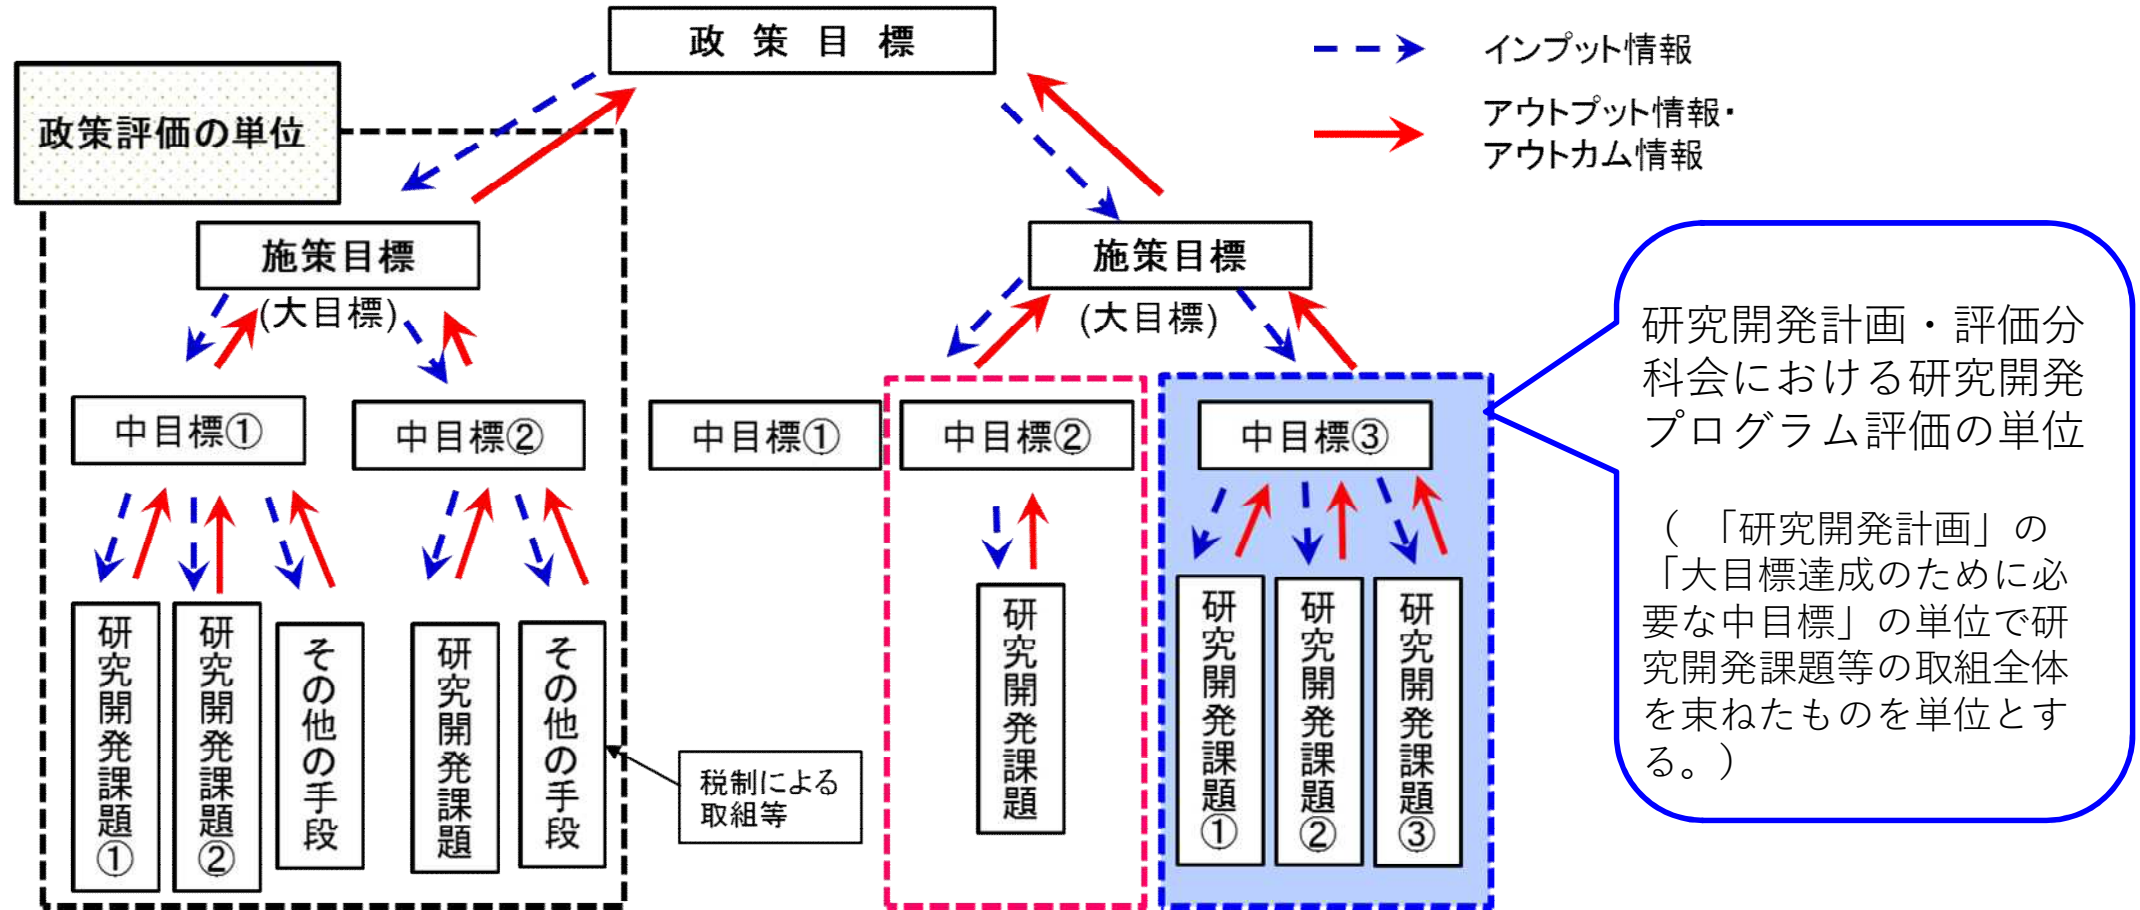 政策目標
インプット情報
アウトプット情報・
アウトカム情報
政策評価の単位
施策目標
(大目標)
施策目標
(大目標)
中目標①
中目標②
中目標①
中目標②
中目標③
研究開発課題①
研究開発課題②
その他の手段
研究開発課題
その他の手段
税制による
取組等
研究開発課題
研究開発課題①
研究開発課題②
研究開発課題③
研究開発計画・評価分
科会における研究開発
プログラム評価の単位
（ 「研究開発計画」の
「大目標達成のために必
要な中目標」の単位で研
究開発課題等の取組全体
を束ねたものを単位とす
る。）